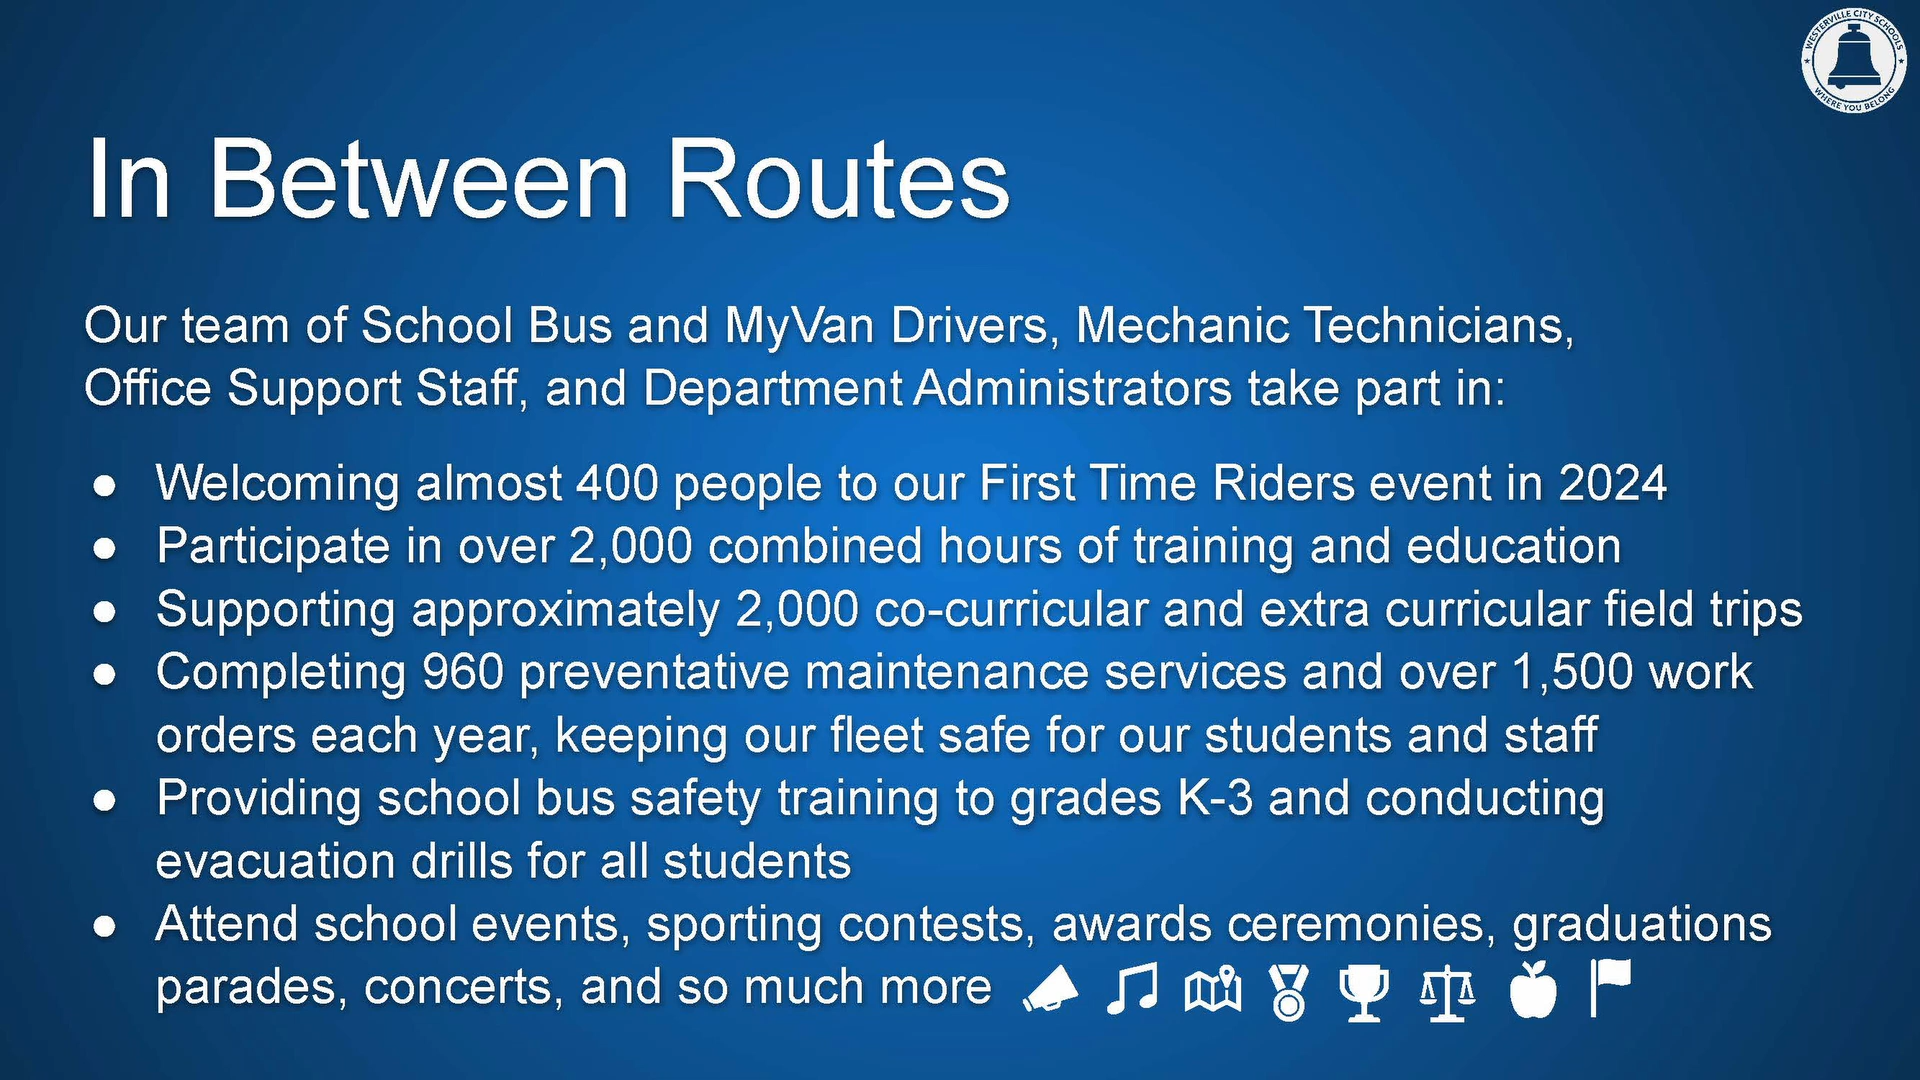 WESTERVILLE CITY SCHOOLS
WHERE YOU BELONG
In Between Routes
Our team of School Bus and MyVan Drivers, Mechanic Technicians,
Office Support Staff, and Department Administrators take part in:
● Welcoming almost 400 people to our First Time Riders event in 2024
● Participate in over 2,000 combined hours of training and education
● Supporting approximately 2,000 co-curricular and extra curricular field trips
● Completing 960 preventative maintenance services and over 1,500 work
orders each year, keeping our fleet safe for our students and staff
● Providing school bus safety training to grades K-3 and conducting
evacuation drills for all students
● Attend school events, sporting contests, awards ceremonies, graduations
parades, concerts, and so much more